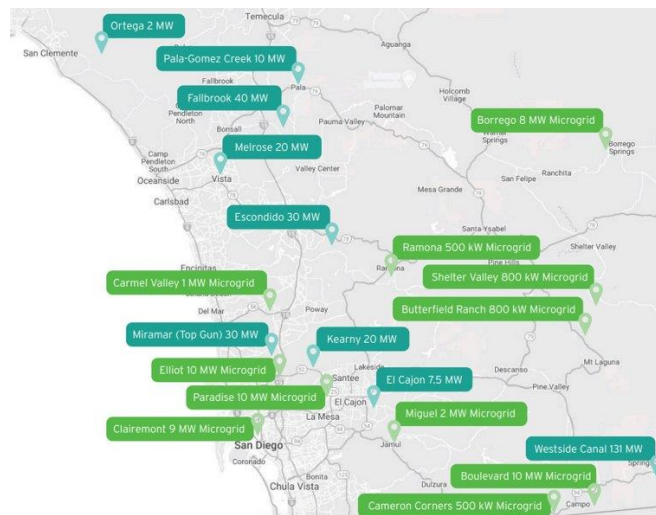 Temecula
Ortega 2 MW
San Clemente
Aguanga
Pala-Gomez Creek 10 MW
Fallbrook
Pala
Holcomb
Village
Fallbrook 40 MW
Camp
Pendleton
North
Palomar
Mountain
Borrego 8 MW Microgrid
Bonsall
Pauma Valley
Warner
Springs
Borrego
Springs
Melrose 20 MW
Camp
Pendleton
South
Vista
Valley Center
Ranchita
San Felipe
Oceanside
Mesa Grande
Carlsbad
Escondido 30 MW
Santa Ysabel
Ramona 500 kW Microgrid
Shelter Valley
Pine Hills
Encinitas
Ramona
Carmel Valley 1 MW Microgrid
Shelter Valley 800 kW Microgrid
Del Mar
Poway
Butterfield Ranch 800 kW Microgrid
Miramar (Top Gun) 30 MW
Kearny 20 MW
Mt Laguna
Elliot 10 MW Microgrid
Lakeside
Descanso
Santee
El Cajon 7.5 MW
Pine Valley
Paradise 10 MW Microgrid
El Cajon
La Mesa
Miguel 2 MW Microgrid
Clairemont 9 MW Microgrid
San Diego
Jamul
Westside Canal 131 MW
Coronado
Bonita
Boulevard 10 MW Microgrid
Chula Vista
Dulzura
Campo
Cameron Corners 500 kW Microgrid